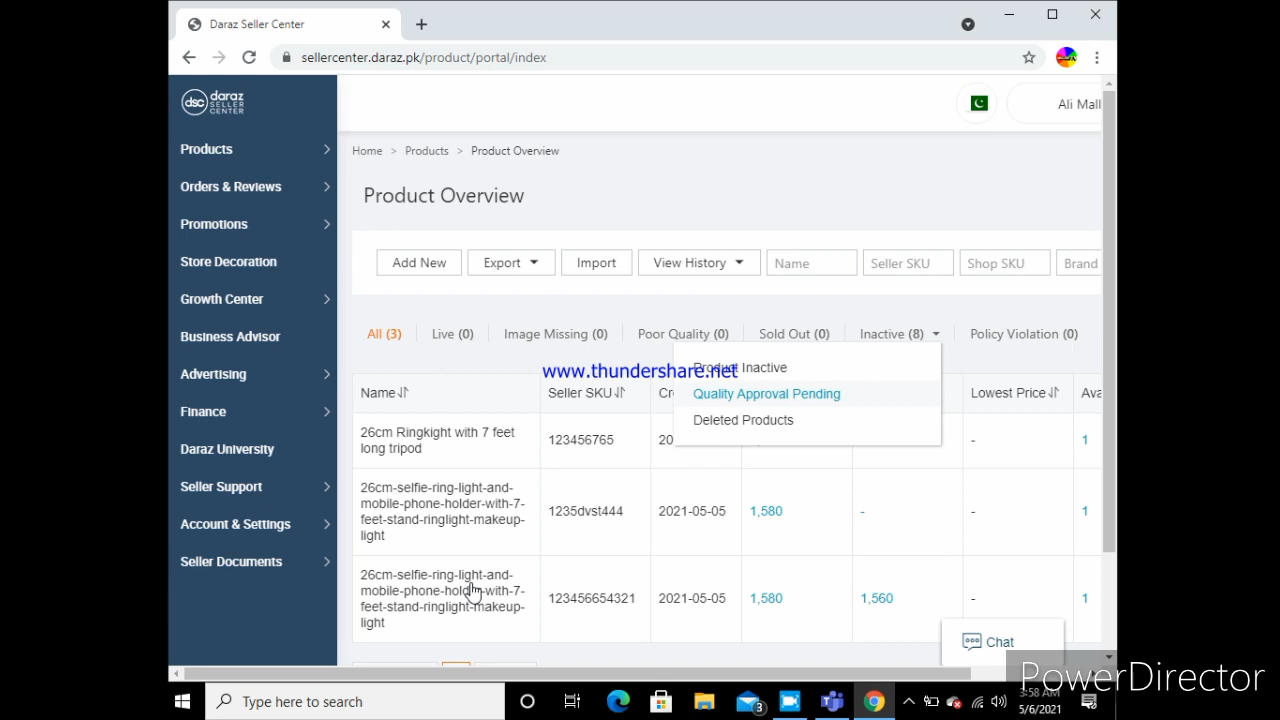 Daraz Seller Center
sellercenter.daraz.pk/product/portal/index
dsc daraz
SELLER
CENTER
Ali Mall
Products
Orders & Reviews
Promotions
Store Decoration
Growth Center
Business Advisor
Advertising
Finance
Daraz University
Seller Support
Account & Settings
Seller Documents
Home > Products > Product Overview
Product Overview
Add New Export Import View History Name Seller SKU Shop SKU Brand
All (3) Live (0) Image Missing (0) Poor Quality (0) Sold Out (0) Inactive (8) Policy Violation (0)
www.thundershare.net
Product Inactive
Quality Approval Pending
Deleted Products
Name Seller SKU Lowest Price
26cm Ringkight with 7 feet
long tripod
123456765 - 1
26cm-selfie-ring-light-and-
mobile-phone-holder-with-7-
feet-stand-ringlight-makeup-
light
1235dvst444 2021-05-05 1,580 - - 1
26cm-selfie-ring-light-and-
mobile-phone-holder-with-7-
feet-stand-ringlight-makeup-
light
123456654321 2021-05-05 1,580 1,560 - 1
Chat
PowerDirector
Type here to search
3
3:58 AM
5/6/2021